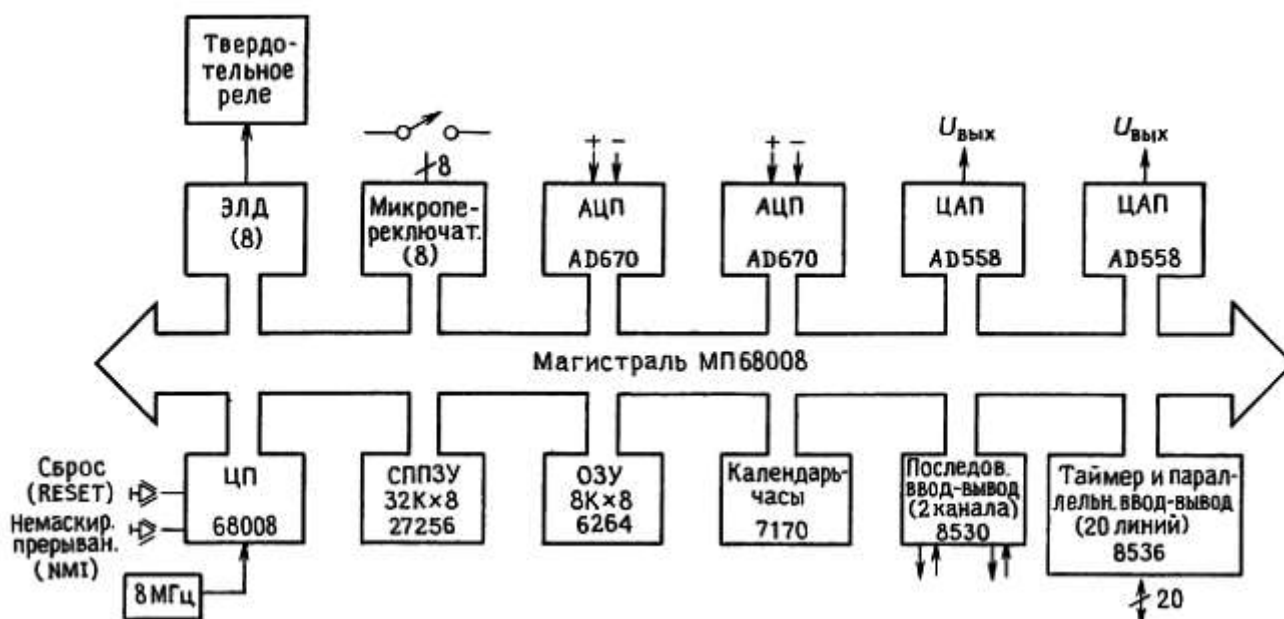 Твердо-
тельное
реле
8
+ -
+ -
Uвых
Uвых
ЭЛД
(8)
Микропе-
реключат.
(8)
АЦП
AD670
АЦП
AD670
ЦАП
AD558
ЦАП
AD558
Магистраль МП68008
Сброс
(RESET)
Немаскир.
прерыван.
(NMI)
ЦП
68008
8МГц
СППЗУ
32K×8
27256
ОЗУ
8K×8
6264
Календарь-
часы
7170
Последов.
ввод-вывод
(2 канала)
8530
Таймер и парал-
лельн. ввод-вывод
(20 линий)
8536
20